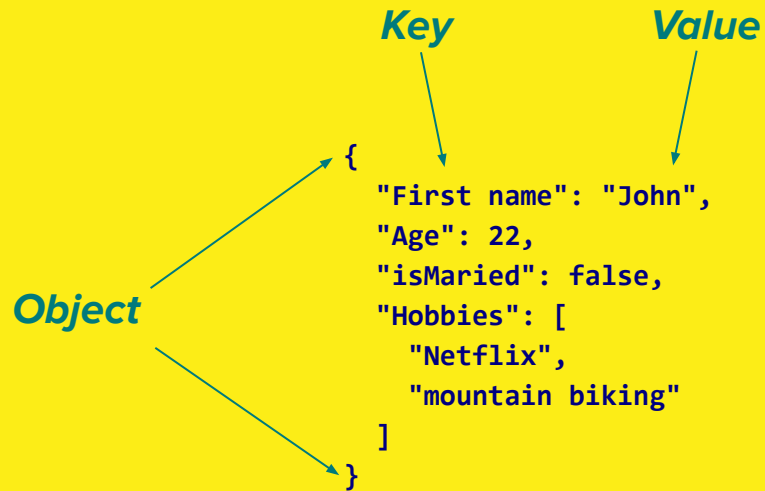 Key Value
{
"First name": "John",
"Age": 22,
"isMaried": false,
Object
"Hobbies": [
"Netflix",
"mountain biking"
]
}